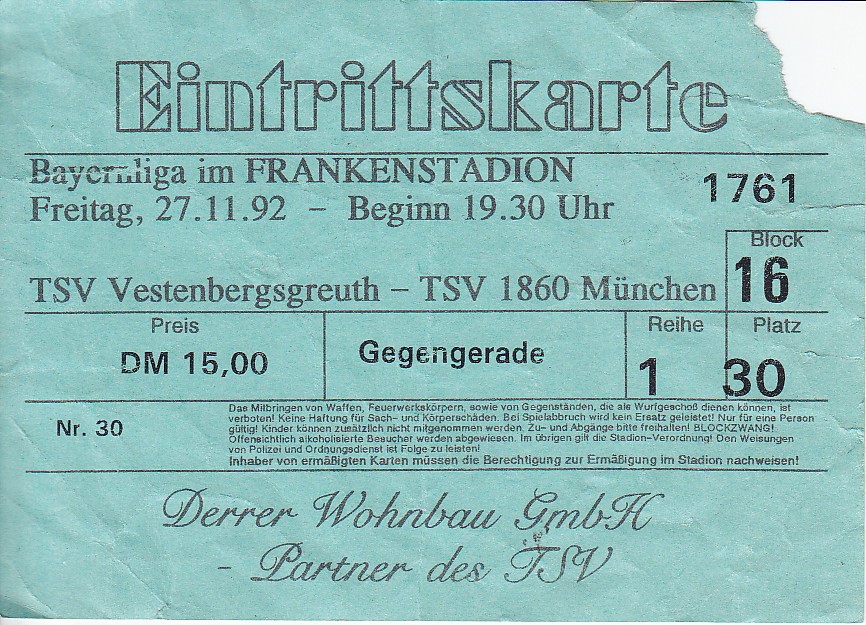 Eintrittskarte
Bayernliga im FRANKENSTADION
Freitag, 27.11.92 – Beginn 19.30 Uhr
1761
Block
16
TSV Vestenbergsgreuth – TSV 1860 München
Preis
DM 15,00
Gegengerade
Reihe
1
Platz
30
Nr. 30
Das Mitbringen von Waffen, Feuerwerkskörpern, sowie von Gegenständen, die als Wurfgeschoß dienen können, ist
verboten! Keine Haftung für Sach- und Körperschäden. Bei Spielabbruch wird kein Ersatz geleistet! Nur für eine Person
gültig! Kinder können zusätzlich nicht mitgenommen werden. Zu- und Abgänge bitte freihalten! BLOCKZWANG!
Offensichtlich alkoholisierte Besucher werden abgewiesen. Im übrigen gilt die Stadion-Verordnung! Den Weisungen
von Polizei und Ordnungsdienst ist Folge zu leisten!
Inhaber von ermäßigten Karten müssen die Berechtigung zur Ermäßigung im Stadion nachweisen!
Derrer Wohnbau GmbH
- Partner des TSV